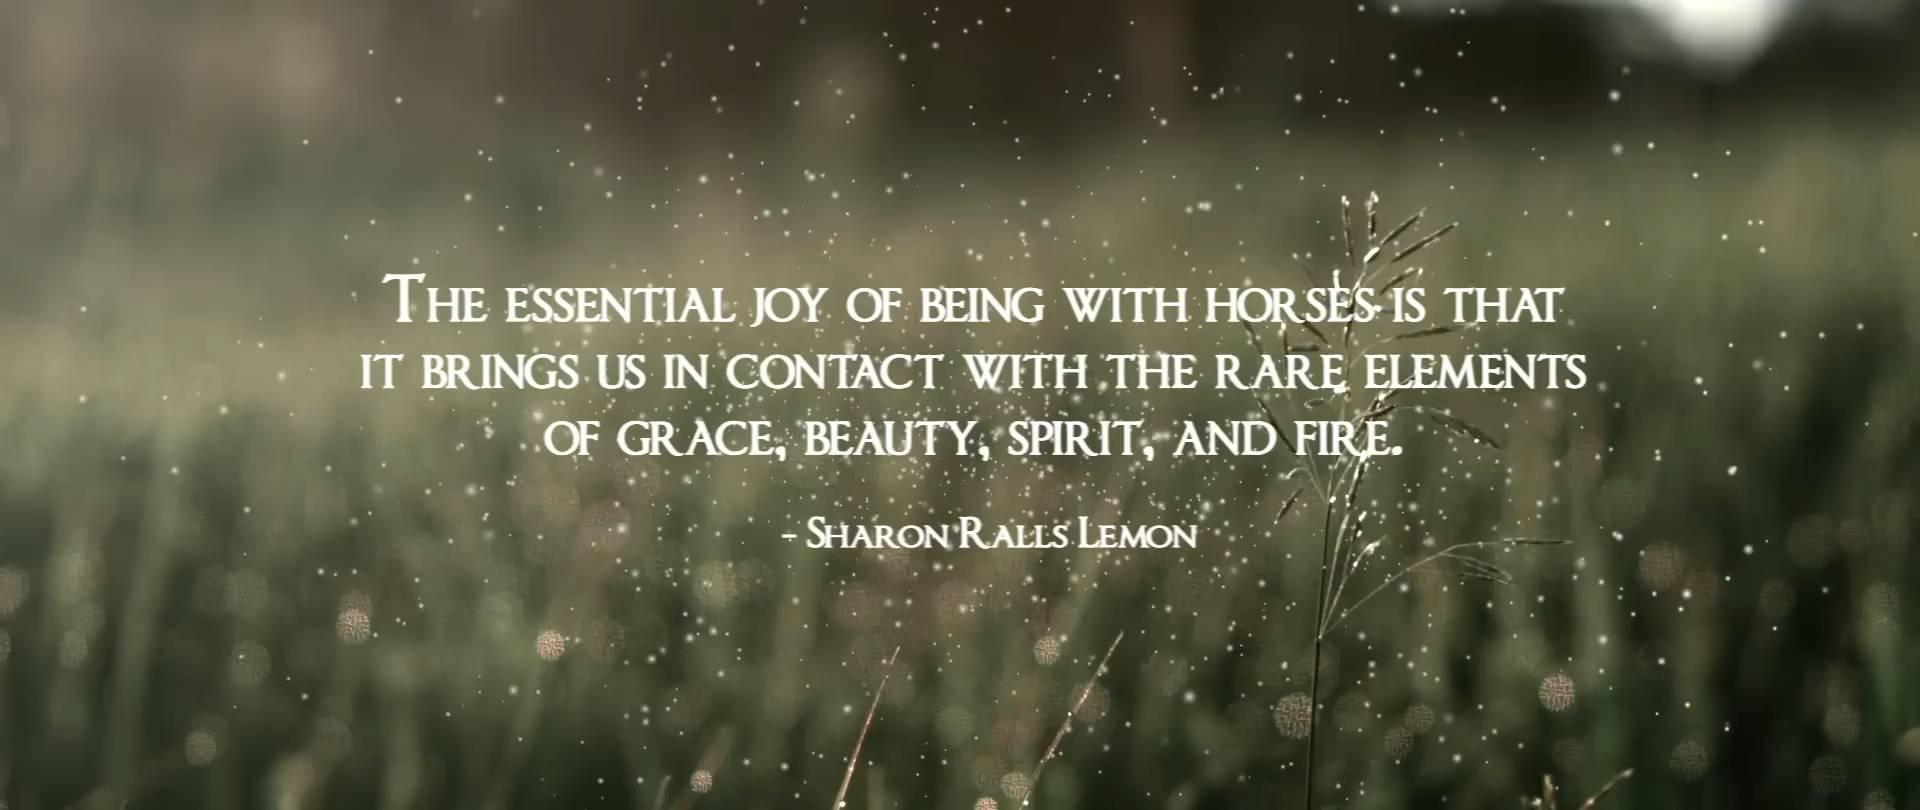 The essential joy of being with horses is that
it brings us in contact with the rare elements
of grace, beauty, spirit, and fire.
- Sharon Ralls Lemon